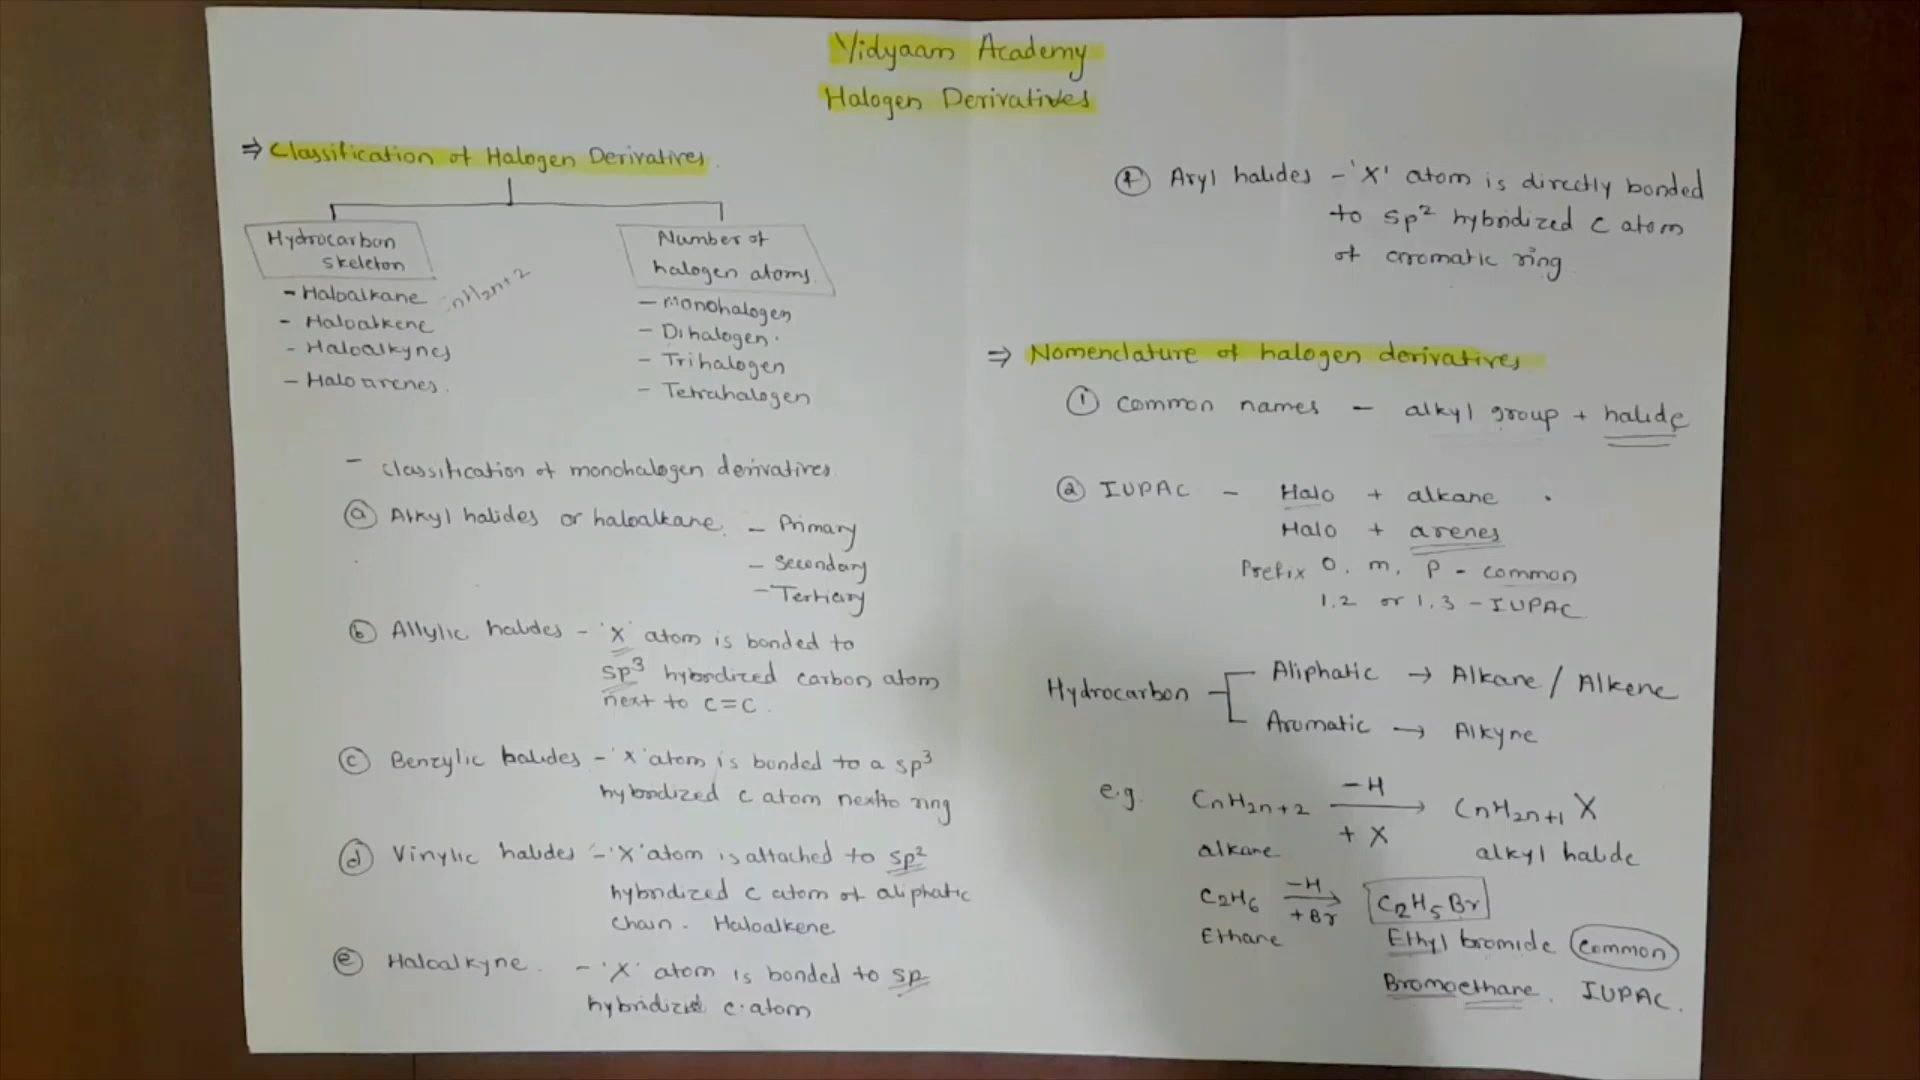 Vidyaam Academy
Halogen Derivatives
⇒ Classification of Halogen Derivatives.
Hydrocarbon
skeleton
- Haloalkane CnH2n+2
- Haloalkene
- Haloalkynes
- Haloarenes.
Number of
halogen atoms.
- Monohalogen
- Dihalogen.
- Trihalogen
- Tetrahalogen
- classification of monohalogen derivatives.
ⓐ Alkyl halides or haloalkane. - Primary
- Secondary
- Tertiary
ⓑ Allylic halides - 'X' atom is bonded to
sp³ hybridized carbon atom
next to C=C.
ⓒ Benzylic halides - 'X' atom is bonded to a sp³
hybridized C atom next to ring
ⓓ Vinylic halides - 'X' atom is attached to sp²
hybridized C atom of aliphatic
chain. Haloalkene
ⓔ Haloalkyne. - 'X' atom is bonded to sp
hybridized c. atom
ⓕ Aryl halides - 'X' atom is directly bonded
to sp² hybridized C atom
of aromatic ring
⇒ Nomenclature of halogen derivatives
① Common names - alkyl group + halide
② IUPAC - Halo + alkane
Halo + arenes
Prefix o, m, p - common
1,2 or 1,3 - IUPAC
Hydrocarbon
Aliphatic → Alkane / Alkene
Aromatic → Alkyne
e.g. CnH2n+2 -H → + X CnH2n+1 X
alkane alkyl halide
C2H6 -H → +Br C2H5Br
Ethane Ethyl bromide common
Bromoethane. IUPAC.